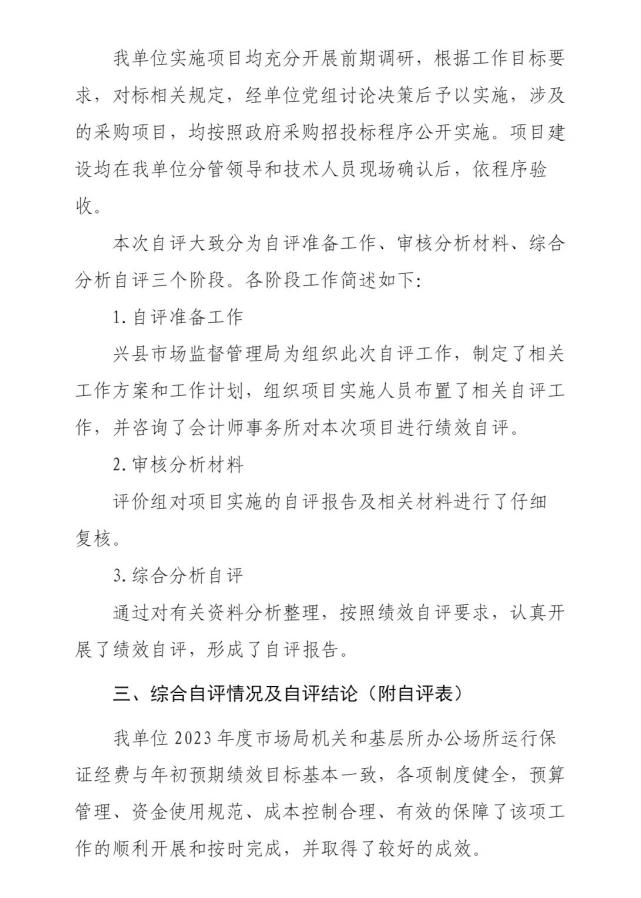 我单位实施项目均充分开展前期调研，根据工作目标要
求，对标相关规定，经单位党组讨论决策后予以实施，涉及
的采购项目，均按照政府采购招投标程序公开实施。项目建
设均在我单位分管领导和技术人员现场确认后，依程序验
收。
本次自评大致分为自评准备工作、审核分析材料、综合
分析自评三个阶段。各阶段工作简述如下:
1.自评准备工作
兴县市场监督管理局为组织此次自评工作，制定了相关
工作方案和工作计划，组织项目实施人员布置了相关自评工
作，并咨询了会计师事务所对本次项目进行绩效自评。
2.审核分析材料
评价组对项目实施的自评报告及相关材料进行了仔细
复核。
3.综合分析自评
通过对有关资料分析整理，按照绩效自评要求，认真开
展了绩效自评，形成了自评报告。
三、综合自评情况及自评结论（附自评表）
我单位 2023 年度市场局机关和基层所办公场所运行保
证经费与年初预期绩效目标基本一致，各项制度健全，预算
管理、资金使用规范、成本控制合理、有效的保障了该项工
作的顺利开展和按时完成，并取得了较好的成效。